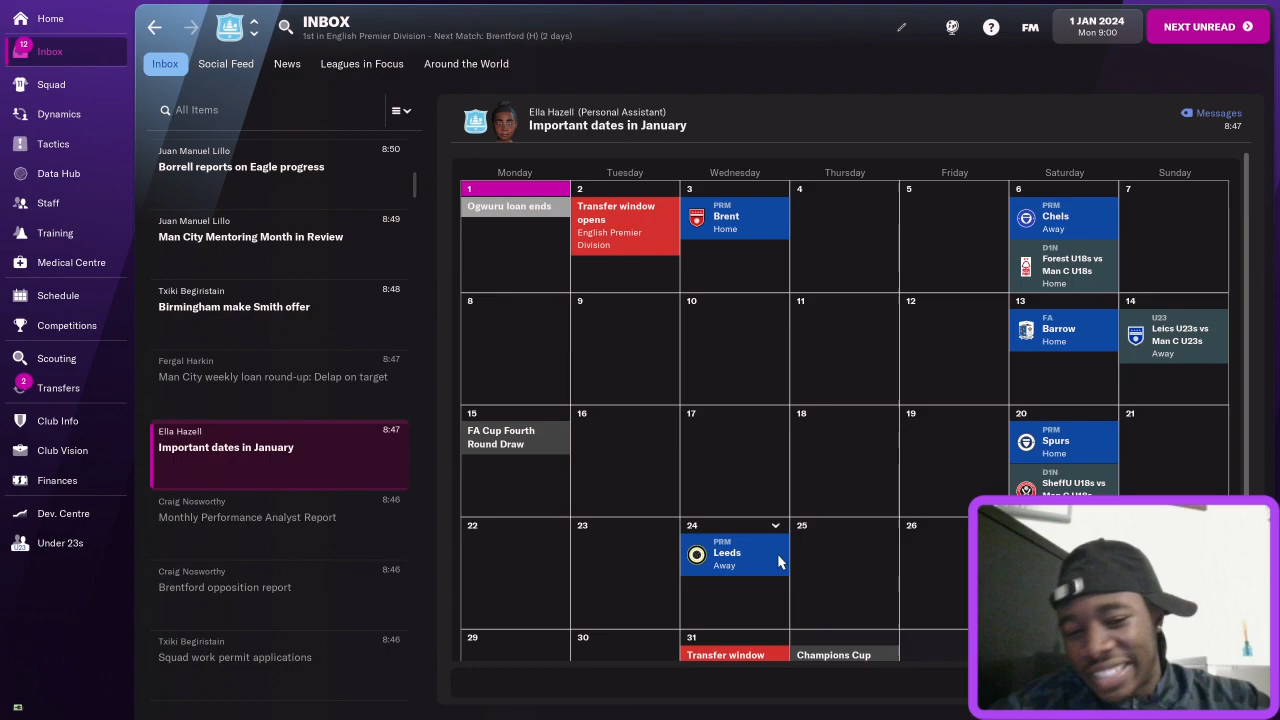 Home
12
Inbox
Squad
Dynamics
Tactics
Data Hub
Staff
Training
Medical Centre
Schedule
Competitions
Scouting
2
Transfers
Club Info
Club Vision
Finances
Dev. Centre
Under 23s
INBOX
1st in English Premier Division - Next Match: Brentford (H) (2 days)
?
FM
1 JAN 2024
Mon 9:00
NEXT UNREAD
Inbox
Social Feed
News
Leagues in Focus
Around the World
All Items
Juan Manuel Lillo
8:50
Borrell reports on Eagle progress
Juan Manuel Lillo
8:49
Man City Mentoring Month in Review
Txiki Begiristain
8:48
Birmingham make Smith offer
Fergal Harkin
8:47
Man City weekly loan round-up: Delap on target
Ella Hazell
8:47
Important dates in January
Craig Nosworthy
8:46
Monthly Performance Analyst Report
Craig Nosworthy
8:46
Brentford opposition report
Txiki Begiristain
8:46
Squad work permit applications
Ella Hazell (Personal Assistant)
Important dates in January
Messages
8:47
Monday Tuesday Wednesday Thursday Friday Saturday Sunday
1
Ogwuru loan ends
2
Transfer window
opens
English Premier
Division
3
PRM
Brent
Home
4
5
6
PRM
Chels
Away
D1N
Forest U18s vs
Man C U18s
Home
7
8
9
10
11
12
13
FA
Barrow
Home
14
U23
Leics U23s vs
Man C U23s
Away
15
FA Cup Fourth
Round Draw
16
17
18
19
20
PRM
Spurs
Home
D1N
SheffU U18s vs
Man C U18s
21
22
23
24
PRM
Leeds
Away
25
26
29
30
31
Transfer window
Champions Cup